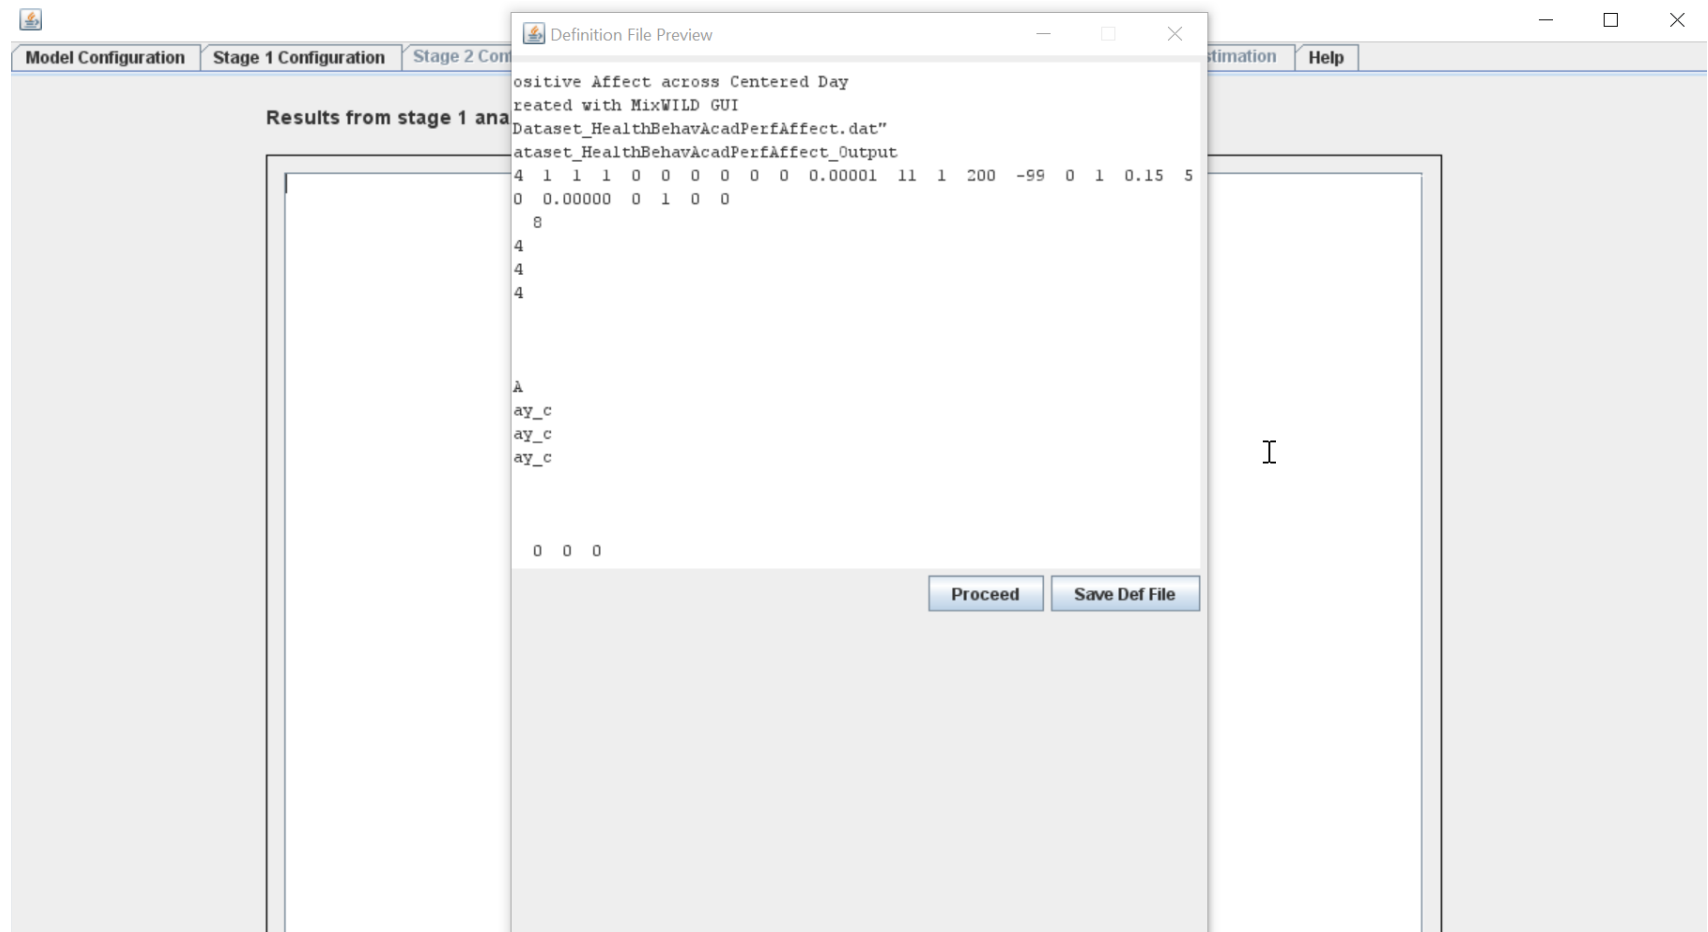 Definition File Preview
Model Configuration
Stage 1 Configuration
Stage 2 Con
stimation
Help
Results from stage 1 ana
ositive Affect across Centered Day
reated with MixWILD GUI
Dataset_HealthBehavAcadPerfAffect.dat"
ataset_HealthBehavAcadPerfAffect_Output
4 1 1 1 0 0 0 0 0 0 0.00001 11 1 200 -99 0 1 0.15 5
0 0.00000 0 1 0 0
8
4
4
4
A
ay_c
ay_c
ay_c
0 0 0
Proceed
Save Def File